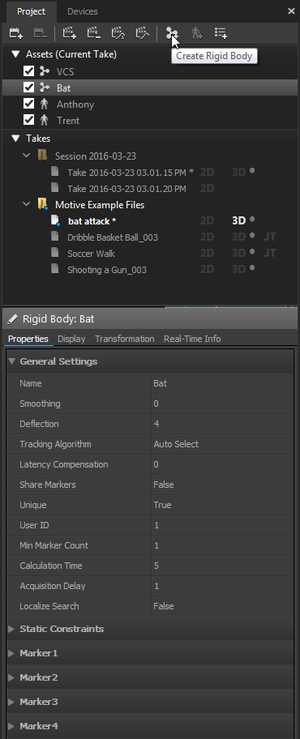 Project Devices
Create Rigid Body
Assets (Current Take)
VCS
Bat
Anthony
Trent
Takes
Session 2016-03-23
Take 2016-03-23 03.01.15 PM * 2D 3D
Take 2016-03-23 03.01.20 PM 2D
Motive Example Files
bat attack * 2D 3D
Dribble Basket Ball_003 2D 3D JT
Soccer Walk 2D 3D JT
Shooting a Gun_003 2D 3D
Rigid Body: Bat
Properties Display Transformation Real-Time Info
General Settings
Name Bat
Smoothing 0
Deflection 4
Tracking Algorithm Auto Select
Latency Compensation 0
Share Markers False
Unique True
User ID 1
Min Marker Count 1
Calculation Time 5
Acquisition Delay 1
Localize Search False
Static Constraints
Marker1
Marker2
Marker3
Marker4